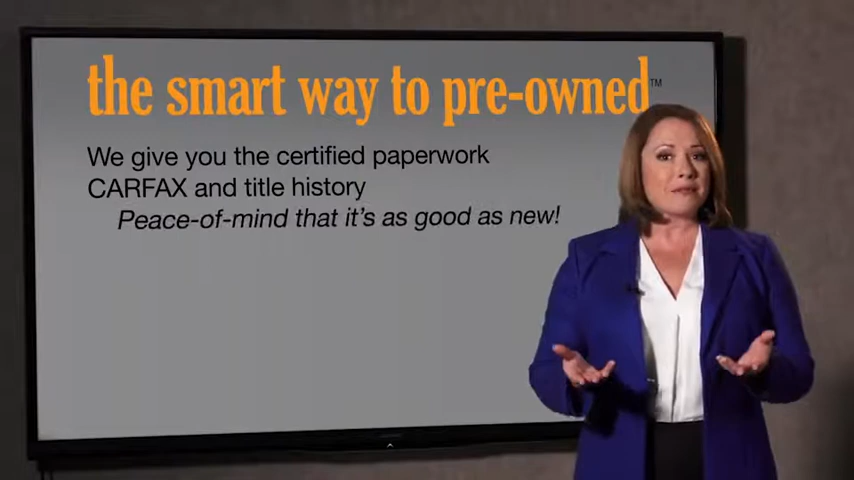 the smart way to pre-owned™
We give you the certified paperwork
CARFAX and title history
Peace-of-mind that it's as good as new!